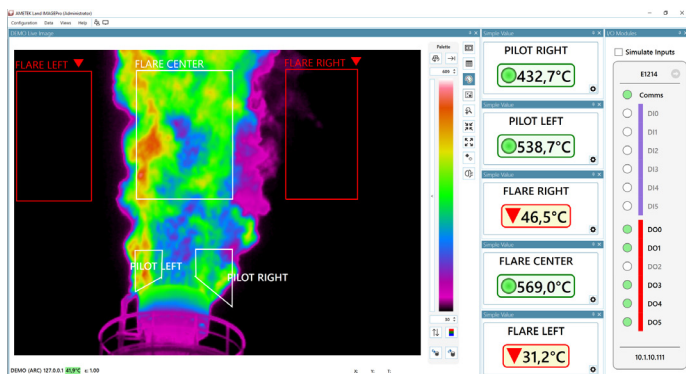 AMETEK Land IMAGEPro (Administrator)
Configuration Data Views Help
DEMO Live Image
FLARE LEFT
FLARE CENTER
FLARE RIGHT
PILOT LEFT
PILOT RIGHT
DEMO (ARC) 127.0.0.1 41,9°C ε: 1.00
X: Y: T:
Palette
689
50
Simple Value
PILOT RIGHT
432,7°C
Simple Value
PILOT LEFT
538,7°C
Simple Value
FLARE RIGHT
46,5°C
Simple Value
FLARE CENTER
569,0°C
Simple Value
FLARE LEFT
31,2°C
I/O Modules
Simulate Inputs
E1214
Comms
DI0
DI1
DI2
DI3
DI4
DI5
DO0
DO1
DO2
DO3
DO4
DO5
10.1.10.111